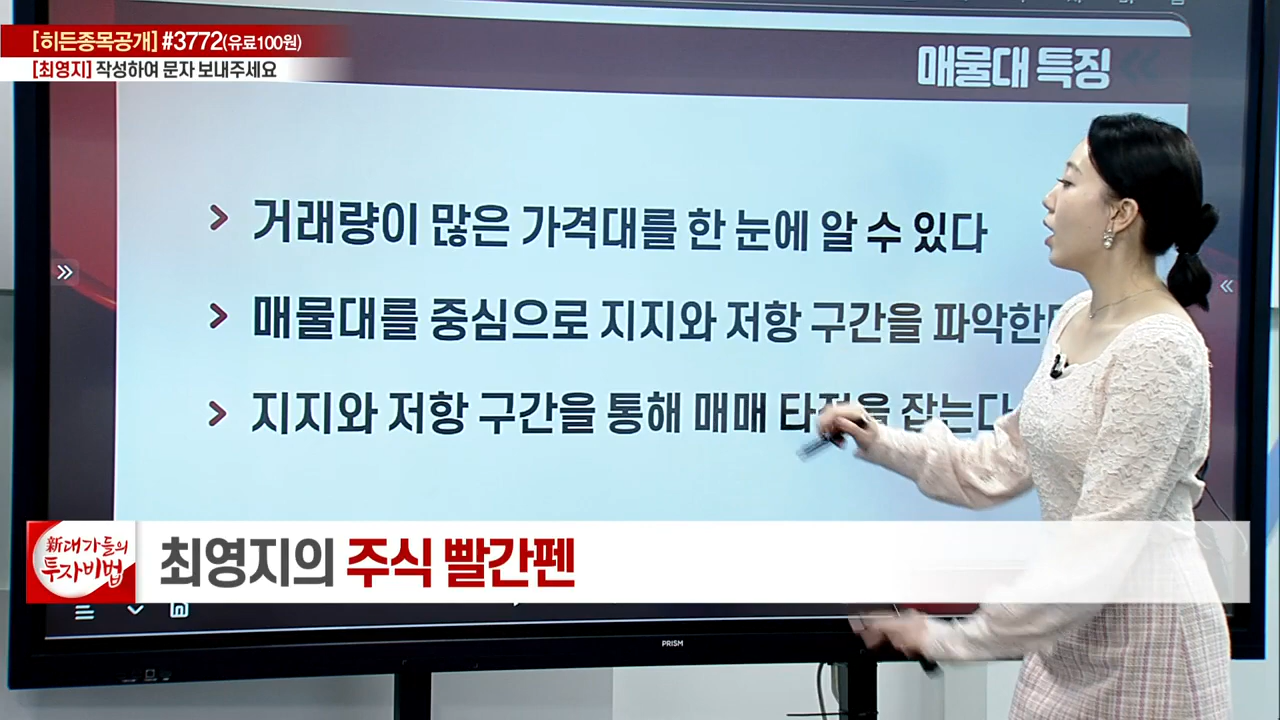 [히든종목공개] #3772(유료100원)
[최영지] 작성하여 문자 보내주세요
매물대 특징
거래량이 많은 가격대를 한 눈에 알 수 있다
매물대를 중심으로 지지와 저항 구간을
지지와 저항 구간을 통해 매매 잡는다
新대가들의
투자비법
최영지의 주식 빨간펜
PRISM